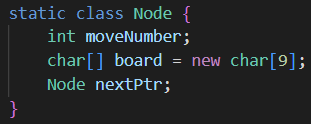 static class Node {
    int moveNumber;
    char[] board = new char[9];
    Node nextPtr;
}